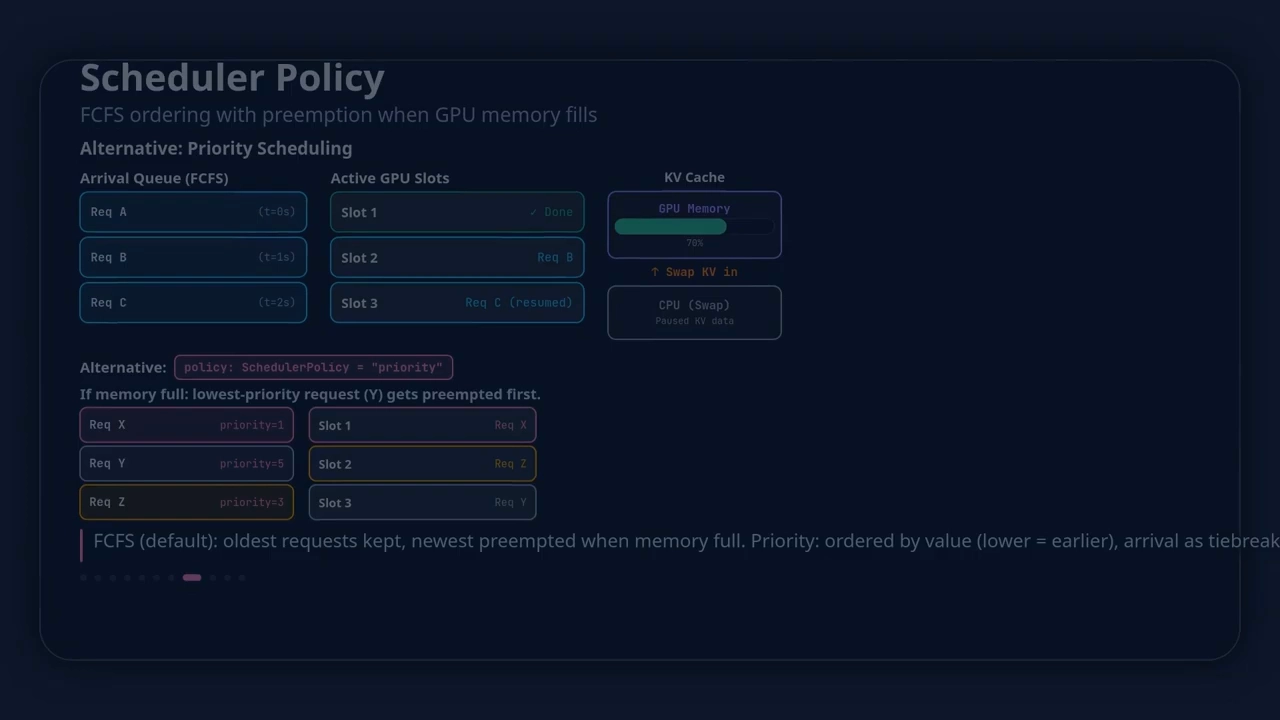 Scheduler Policy
FCFS ordering with preemption when GPU memory fills
Alternative: Priority Scheduling
Arrival Queue (FCFS)
Req A (t=0s)
Req B (t=1s)
Req C (t=2s)
Active GPU Slots
Slot 1 ✓ Done
Slot 2 Req B
Slot 3 Req C (resumed)
KV Cache
GPU Memory
70%
↑ Swap KV in
CPU (Swap)
Paused KV data
Alternative: policy: SchedulerPolicy = "priority"
If memory full: lowest-priority request (Y) gets preempted first.
Req X priority=1
Req Y priority=5
Req Z priority=3
Slot 1 Req X
Slot 2 Req Z
Slot 3 Req Y
FCFS (default): oldest requests kept, newest preempted when memory full. Priority: ordered by value (lower = earlier), arrival as tiebreak